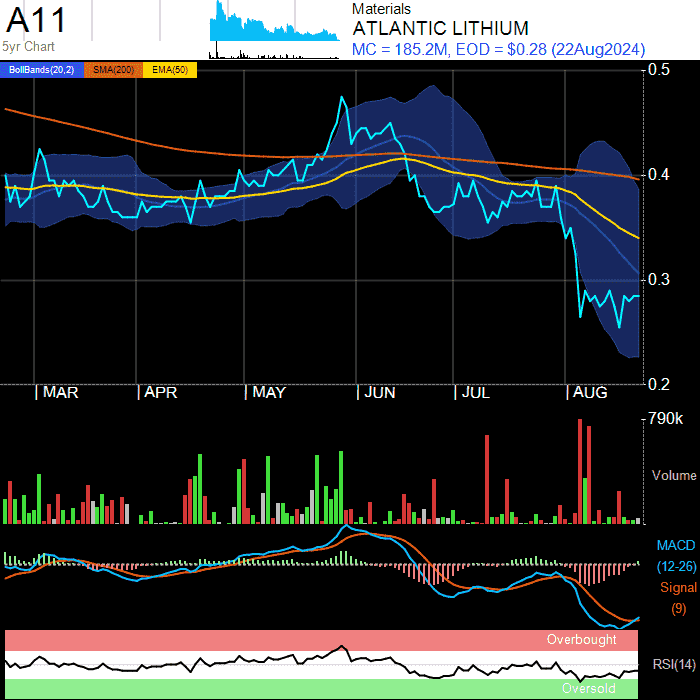 A11
5yr Chart
Materials
ATLANTIC LITHIUM
MC = 185.2M, EOD = $0.28 (22Aug2024)
BollBands(20,2) SMA(200) EMA(50)
0.5
0.4
0.3
0.2
| MAR | APR | MAY | JUN | JUL | AUG
790k
Volume
MACD
(12-26)
Signal
(9)
Overbought
RSI(14)
Oversold